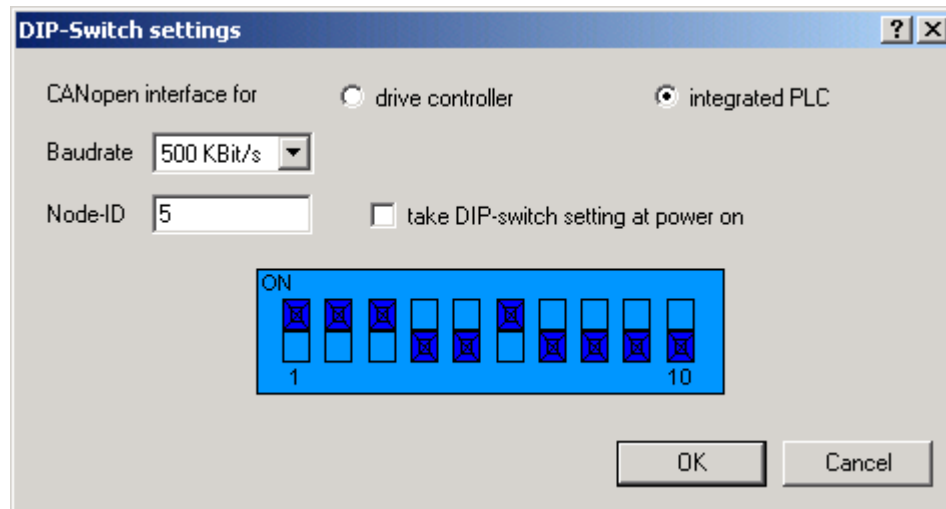 DIP-Switch settings
CANopen interface for drive controller integrated PLC
Baudrate 500 KBit/s
Node-ID 5 take DIP-switch setting at power on
ON
1 10
OK Cancel